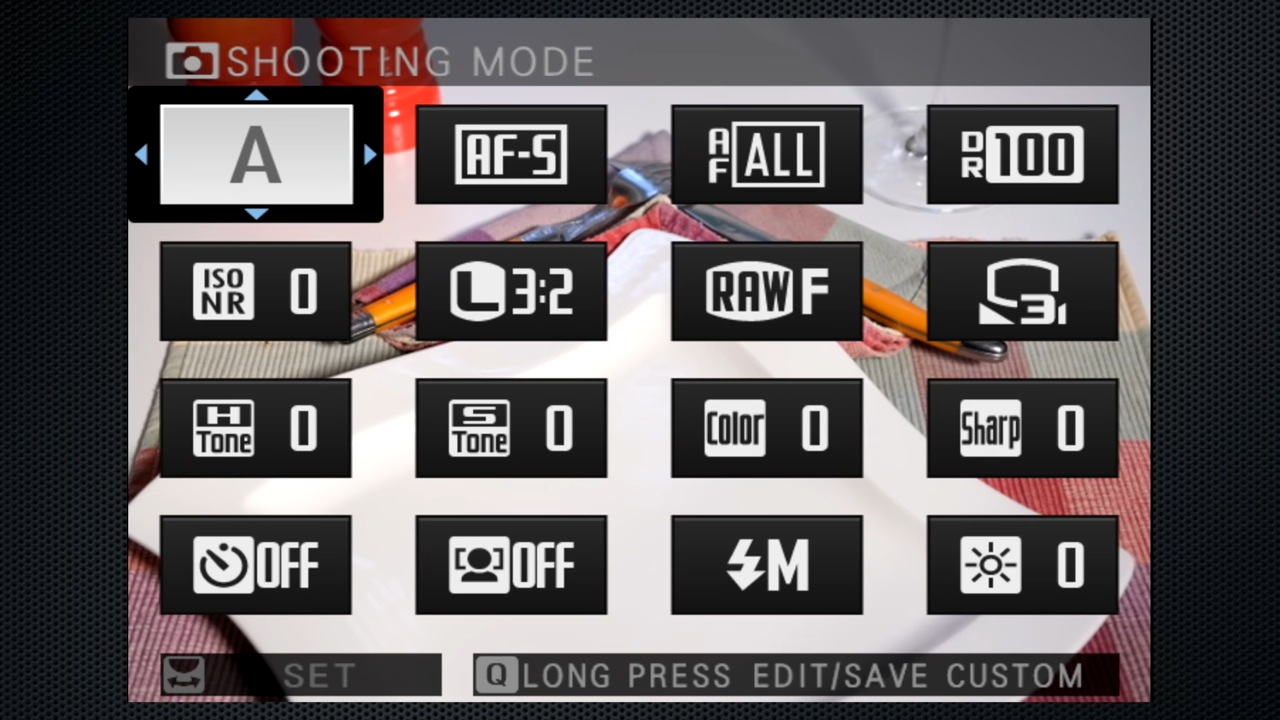 SHOOTING MODE
A AF-S AF ALL DR 100
ISO NR 0 L 3:2 RAW F 3
H Tone 0 S Tone 0 Color 0 Sharp 0
OFF OFF M 0
SET Q LONG PRESS EDIT/SAVE CUSTOM